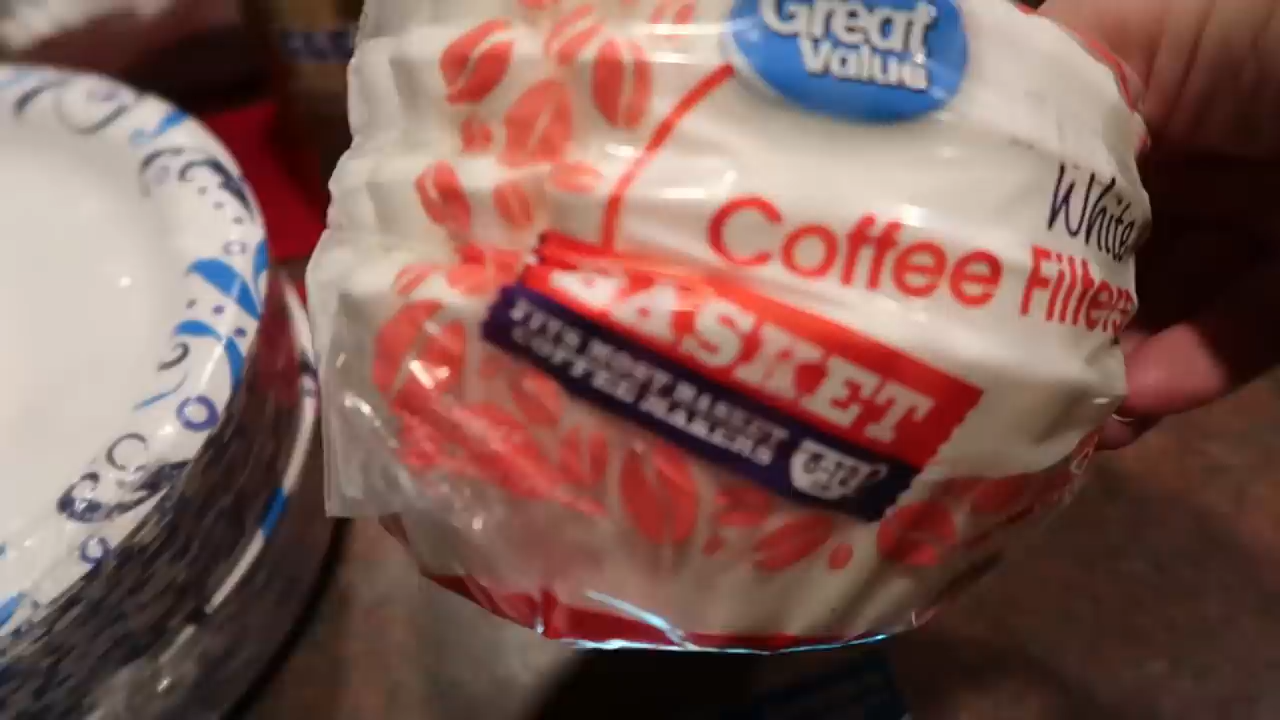 Great
Value
White
Coffee Filters
BASKET
FITS MOST BASKET
COFFEE MAKERS